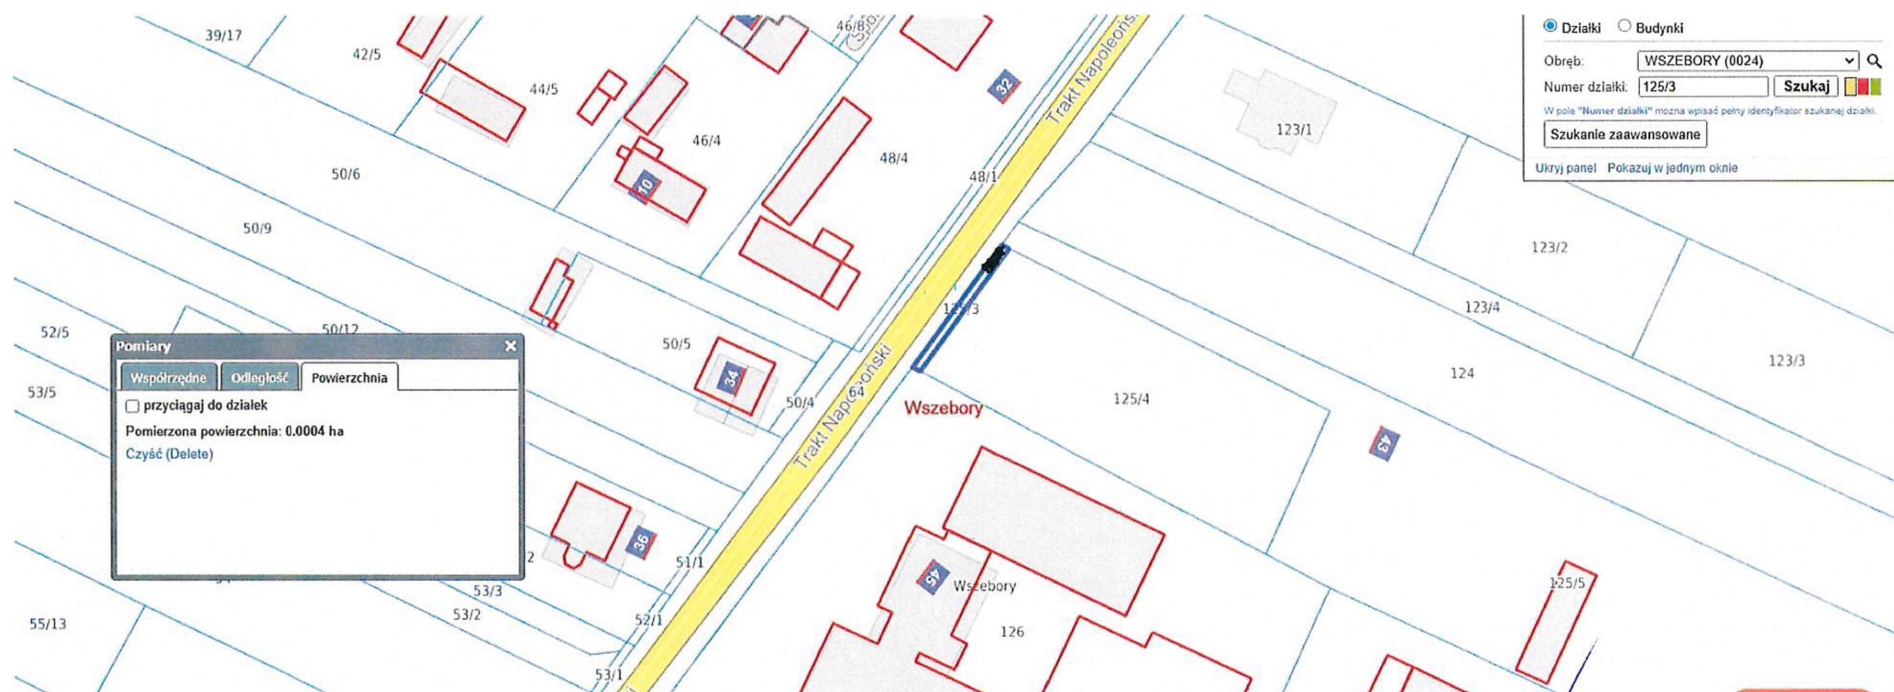 Działki Budynki
Obręb: WSZEBORY (0024)
Numer działki: 125/3 Szukaj
W pole "Numer działki" można wpisać pełny identyfikator szukanej działki.
Szukanie zaawansowane
Ukryj panel Pokazuj w jednym oknie
39/17
42/5
44/5
46/8
46/4
32
Trakt Napoleoński
123/1
48/4
48/1
50/6
10
50/9
123/2
123/4
125/3
52/5
50/12
50/5
123/3
124
34
53/5
50/4
64
Trakt Napoleoński
Wszebory
125/4
43
Pomiary
Współrzędne Odległość Powierzchnia
przyciągaj do działek
Pomierzona powierzchnia: 0.0004 ha
Czyść (Delete)
36
51/1
45
Wszebory
125/5
53/3
53/2
52/1
55/13
126
53/1